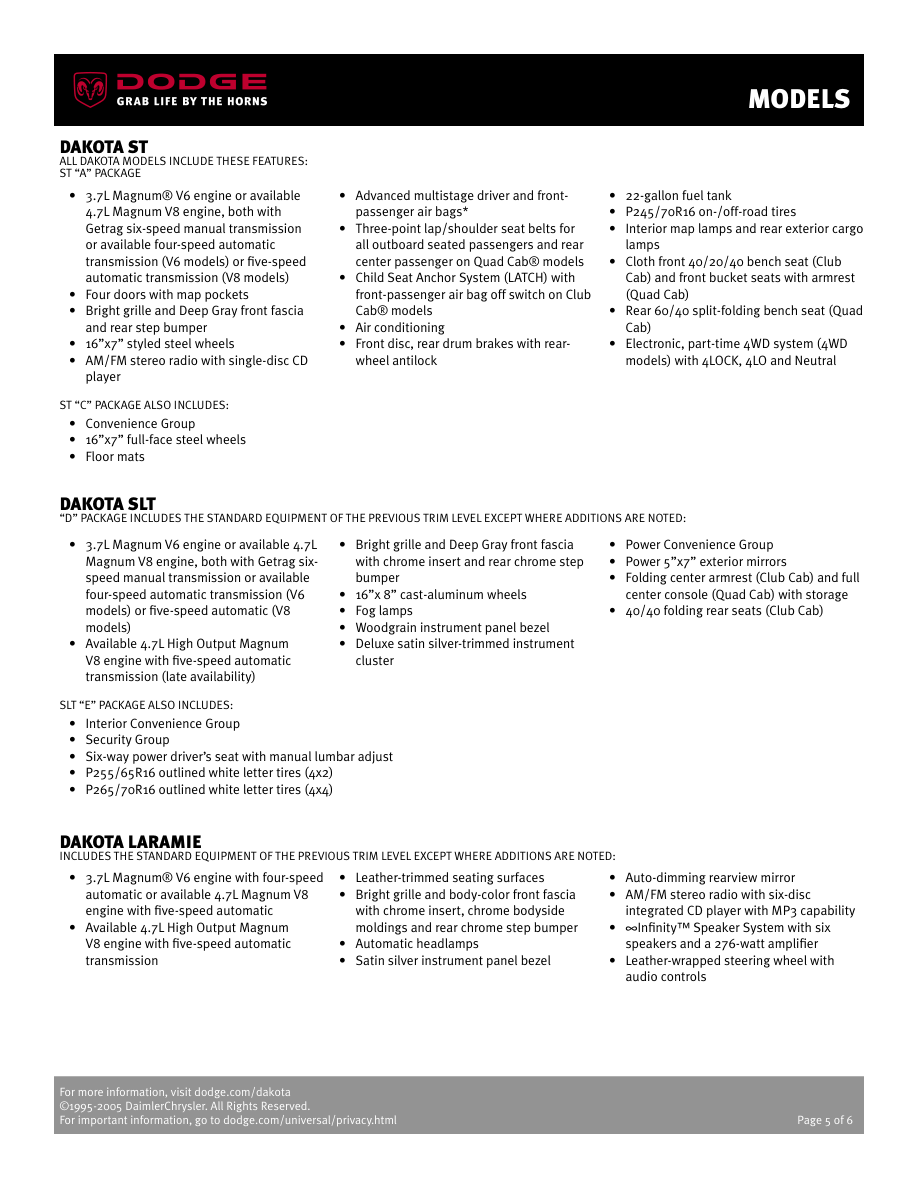 DODGE
GRAB LIFE BY THE HORNS
MODELS
DAKOTA ST
ALL DAKOTA MODELS INCLUDE THESE FEATURES:
ST “A” PACKAGE
• 3.7L Magnum® V6 engine or available
4.7L Magnum V8 engine, both with
Getrag six-speed manual transmission
or available four-speed automatic
transmission (V6 models) or five-speed
automatic transmission (V8 models)
• Four doors with map pockets
• Bright grille and Deep Gray front fascia
and rear step bumper
• 16”x7” styled steel wheels
• AM/FM stereo radio with single-disc CD
player
• Advanced multistage driver and front-
passenger air bags*
• Three-point lap/shoulder seat belts for
all outboard seated passengers and rear
center passenger on Quad Cab® models
• Child Seat Anchor System (LATCH) with
front-passenger air bag off switch on Club
Cab® models
• Air conditioning
• Front disc, rear drum brakes with rear-
wheel antilock
• 22-gallon fuel tank
• P245/70R16 on-/off-road tires
• Interior map lamps and rear exterior cargo
lamps
• Cloth front 40/20/40 bench seat (Club
Cab) and front bucket seats with armrest
(Quad Cab)
• Rear 60/40 split-folding bench seat (Quad
Cab)
• Electronic, part-time 4WD system (4WD
models) with 4LOCK, 4LO and Neutral
ST “C” PACKAGE ALSO INCLUDES:
• Convenience Group
• 16”x7” full-face steel wheels
• Floor mats
DAKOTA SLT
“D” PACKAGE INCLUDES THE STANDARD EQUIPMENT OF THE PREVIOUS TRIM LEVEL EXCEPT WHERE ADDITIONS ARE NOTED:
• 3.7L Magnum V6 engine or available 4.7L
Magnum V8 engine, both with Getrag six-
speed manual transmission or available
four-speed automatic transmission (V6
models) or five-speed automatic (V8
models)
• Available 4.7L High Output Magnum
V8 engine with five-speed automatic
transmission (late availability)
• Bright grille and Deep Gray front fascia
with chrome insert and rear chrome step
bumper
• 16”x 8” cast-aluminum wheels
• Fog lamps
• Woodgrain instrument panel bezel
• Deluxe satin silver-trimmed instrument
cluster
• Power Convenience Group
• Power 5”x7” exterior mirrors
• Folding center armrest (Club Cab) and full
center console (Quad Cab) with storage
• 40/40 folding rear seats (Club Cab)
SLT “E” PACKAGE ALSO INCLUDES:
• Interior Convenience Group
• Security Group
• Six-way power driver’s seat with manual lumbar adjust
• P255/65R16 outlined white letter tires (4x2)
• P265/70R16 outlined white letter tires (4x4)
DAKOTA LARAMIE
INCLUDES THE STANDARD EQUIPMENT OF THE PREVIOUS TRIM LEVEL EXCEPT WHERE ADDITIONS ARE NOTED:
• 3.7L Magnum® V6 engine with four-speed
automatic or available 4.7L Magnum V8
engine with five-speed automatic
• Available 4.7L High Output Magnum
V8 engine with five-speed automatic
transmission
• Leather-trimmed seating surfaces
• Bright grille and body-color front fascia
with chrome insert, chrome bodyside
moldings and rear chrome step bumper
• Automatic headlamps
• Satin silver instrument panel bezel
• Auto-dimming rearview mirror
• AM/FM stereo radio with six-disc
integrated CD player with MP3 capability
• ∞Infinity™ Speaker System with six
speakers and a 276-watt amplifier
• Leather-wrapped steering wheel with
audio controls
For more information, visit dodge.com/dakota
©1995-2005 DaimlerChrysler. All Rights Reserved.
For important information, go to dodge.com/universal/privacy.html
Page 5 of 6